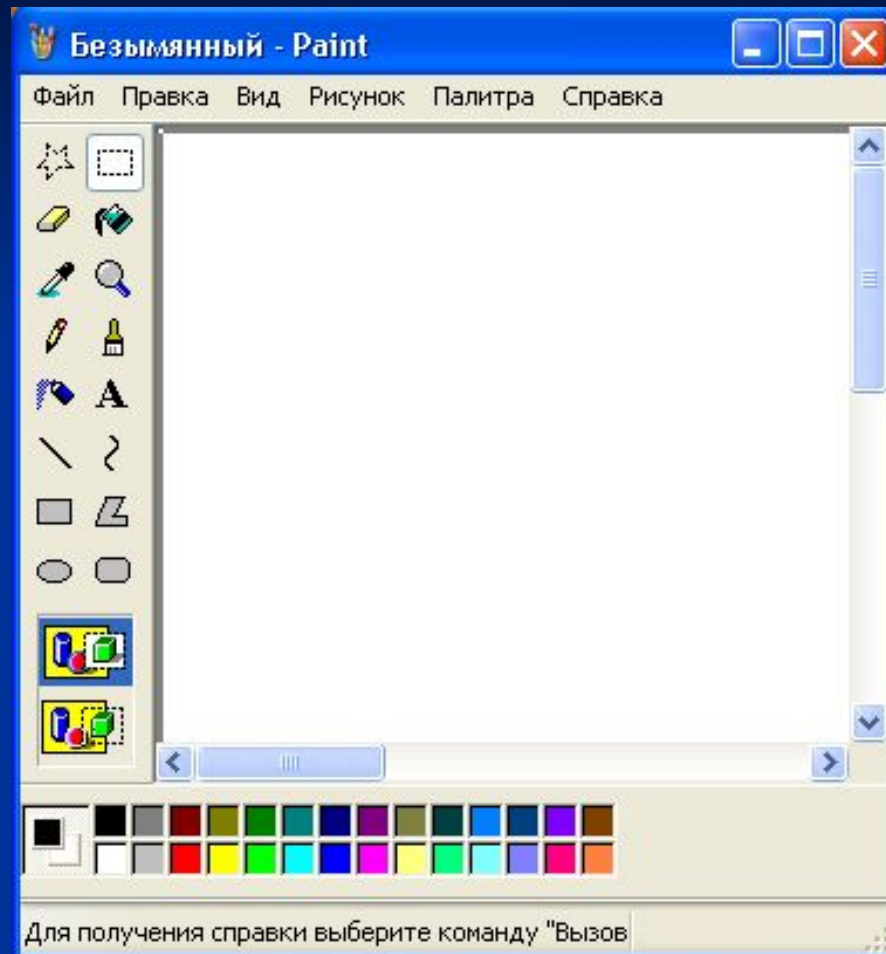 Безымянный - Paint
Файл Правка Вид Рисунок Палитра Справка
A
Для получения справки выберите команду "Вызов